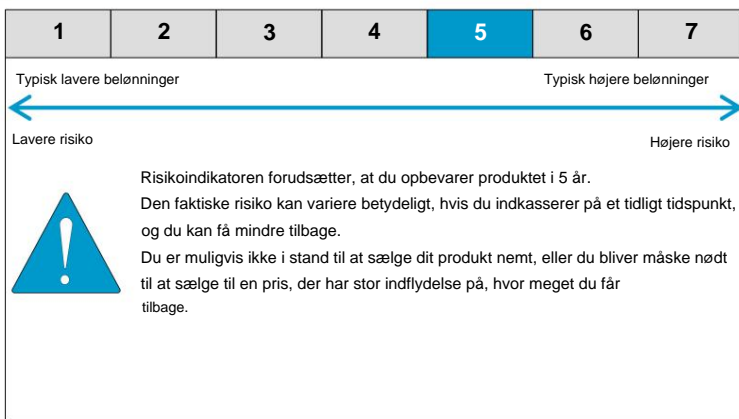 1 2 3 4 5 6 7
Typisk lavere belønninger Typisk højere belønninger
Lavere risiko Højere risiko
Risikoindikatoren forudsætter, at du opbevarer produktet i 5 år.
Den faktiske risiko kan variere betydeligt, hvis du indkasserer på et tidligt tidspunkt,
og du kan få mindre tilbage.
Du er muligvis ikke i stand til at sælge dit produkt nemt, eller du bliver måske nødt
til at sælge til en pris, der har stor indflydelse på, hvor meget du får
tilbage.